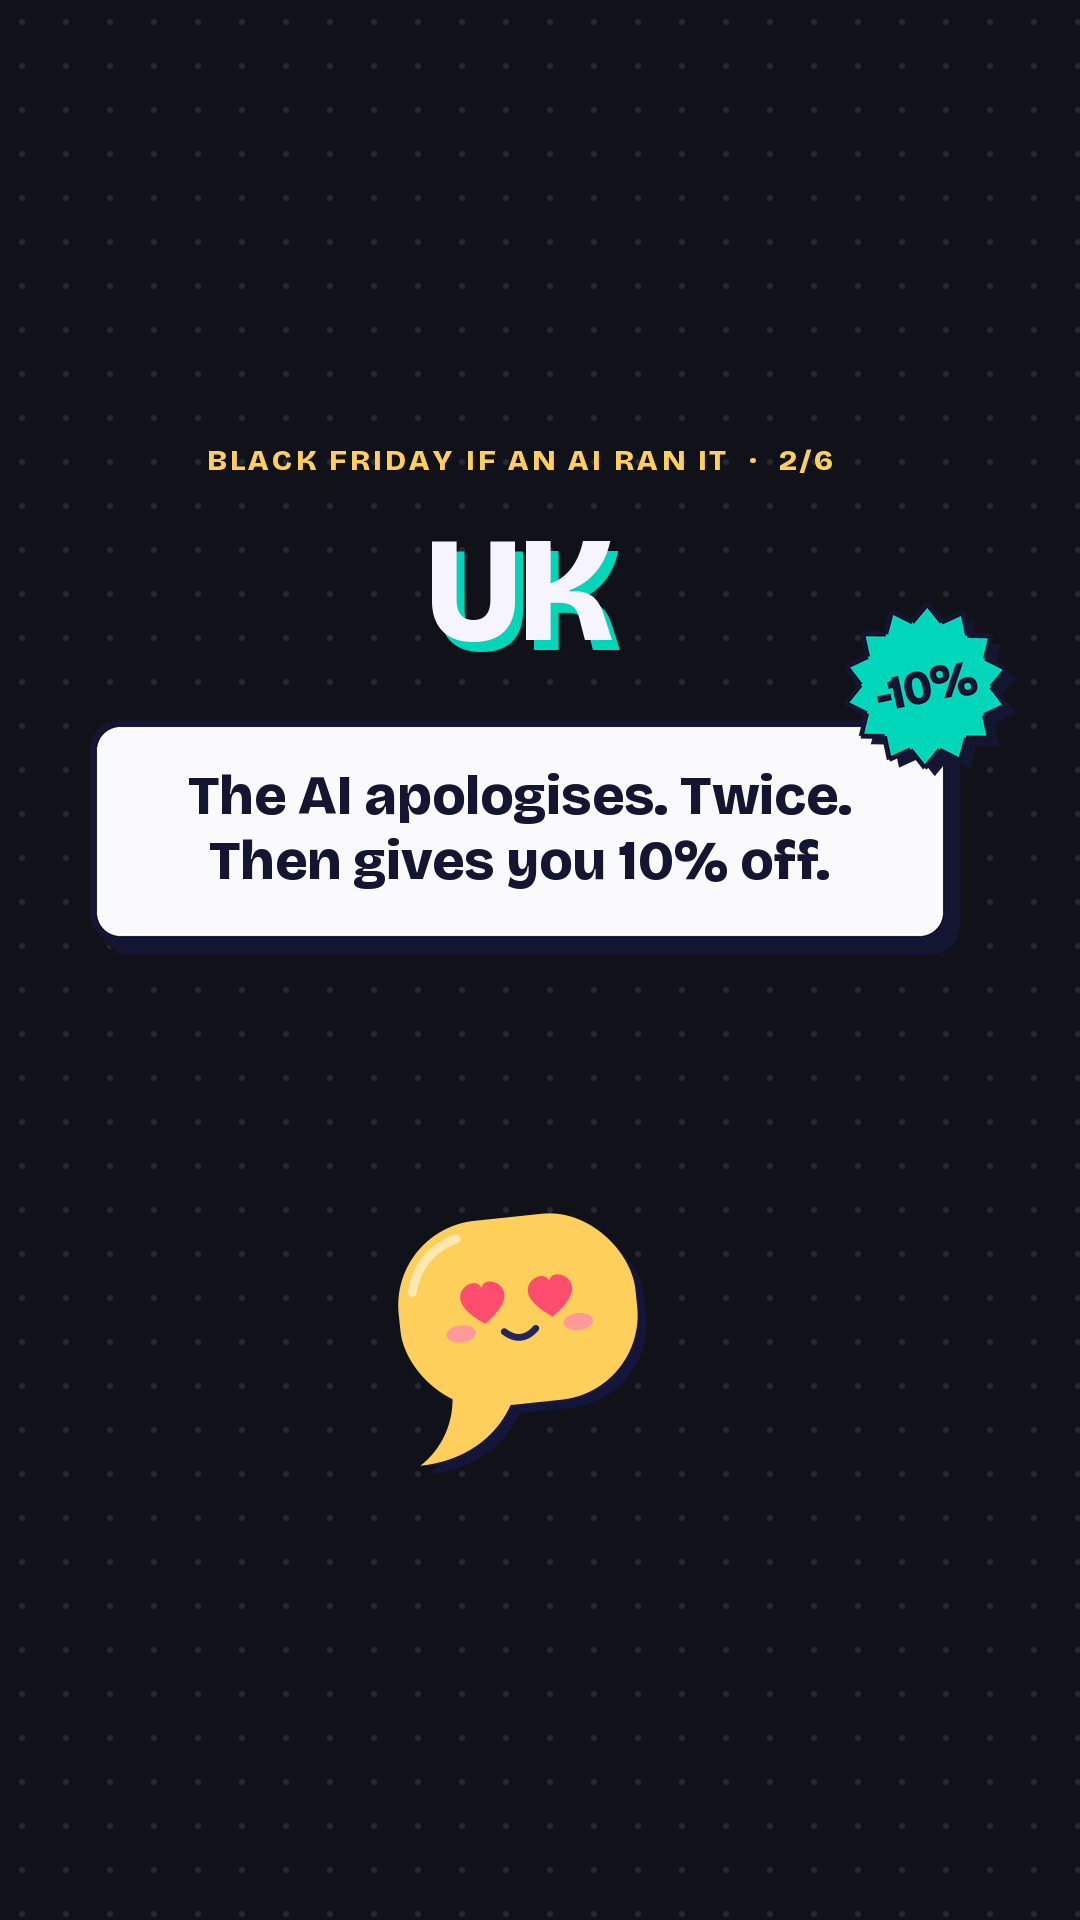 BLACK FRIDAY IF AN AI RAN IT · 2/6
UK
-10%
The AI apologises. Twice.
Then gives you 10% off.